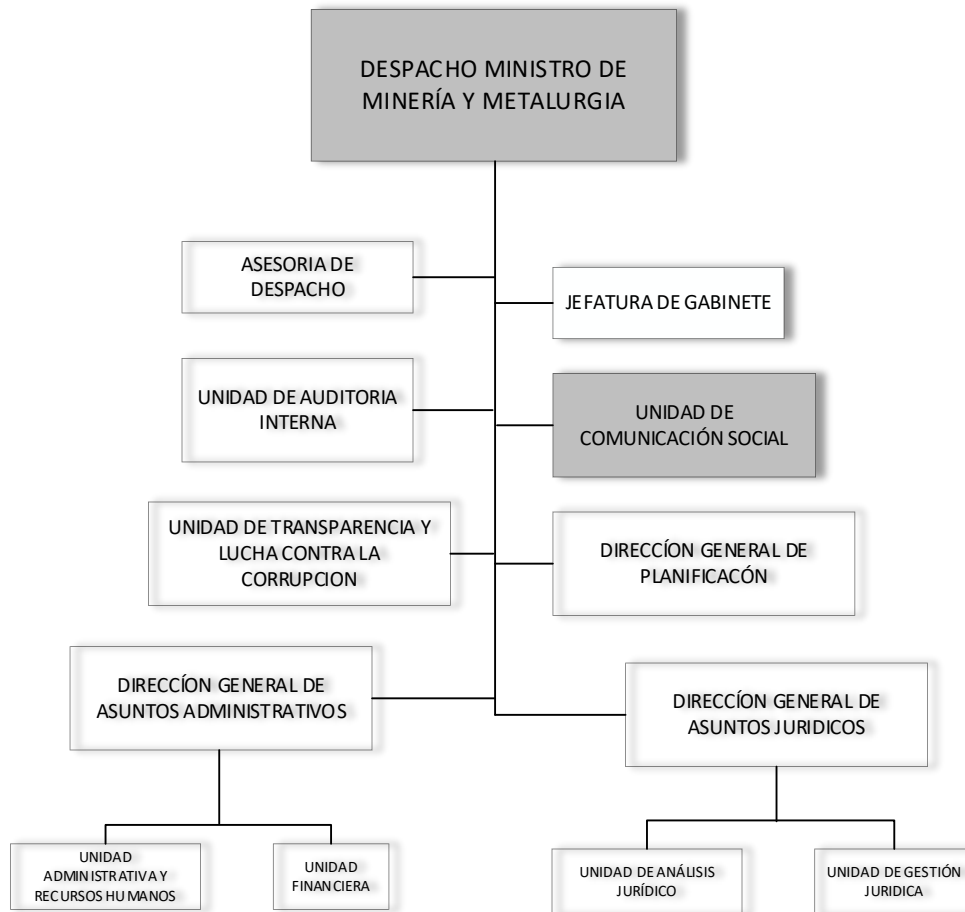 DESPACHO MINISTRO DE
MINERÍA Y METALURGIA
ASESORIA DE
DESPACHO
JEFATURA DE GABINETE
UNIDAD DE AUDITORIA
INTERNA
UNIDAD DE
COMUNICACIÓN SOCIAL
UNIDAD DE TRANSPARENCIA Y
LUCHA CONTRA LA
CORRUPCION
DIRECCÍON GENERAL DE
PLANIFICACÓN
DIRECCÍON GENERAL DE
ASUNTOS ADMINISTRATIVOS
DIRECCÍON GENERAL DE
ASUNTOS JURIDICOS
UNIDAD
ADMINISTRATIVA Y
RECURSOS HUMANOS
UNIDAD
FINANCIERA
UNIDAD DE ANÁLISIS
JURÍDICO
UNIDAD DE GESTIÓN
JURIDICA